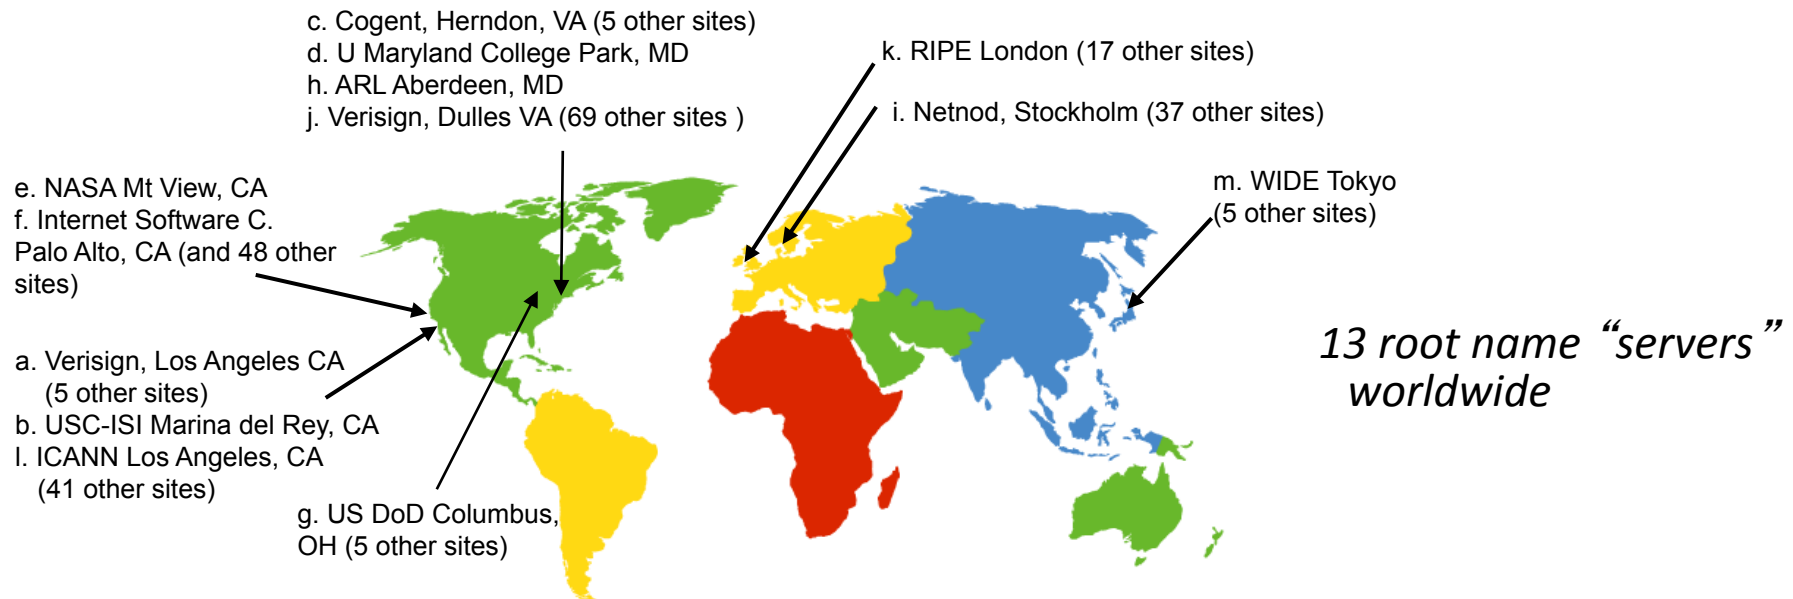 c. Cogent, Herndon, VA (5 other sites)
d. U Maryland College Park, MD
h. ARL Aberdeen, MD
j. Verisign, Dulles VA (69 other sites )
k. RIPE London (17 other sites)
i. Netnod, Stockholm (37 other sites)
e. NASA Mt View, CA
f. Internet Software C.
Palo Alto, CA (and 48 other
sites)
m. WIDE Tokyo
(5 other sites)
a. Verisign, Los Angeles CA
(5 other sites)
b. USC-ISI Marina del Rey, CA
l. ICANN Los Angeles, CA
(41 other sites)
g. US DoD Columbus,
OH (5 other sites)
13 root name “servers”
worldwide